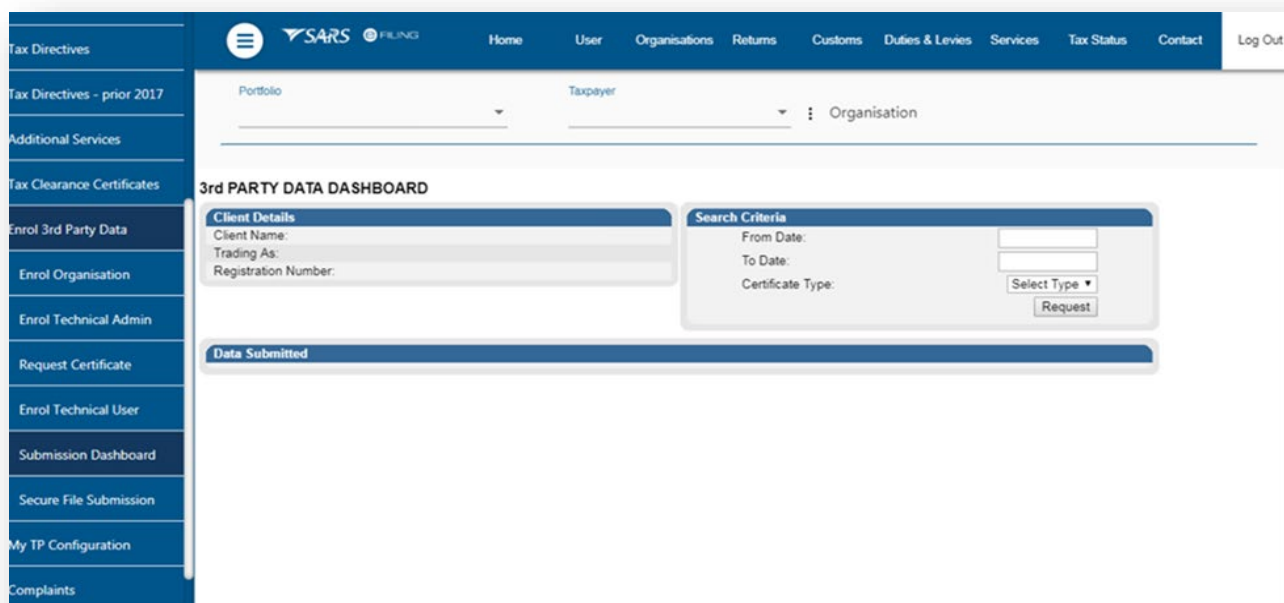 SARS eFILING
Home User Organisations Returns Customs Duties & Levies Services Tax Status Contact Log Out
Tax Directives
Tax Directives - prior 2017
Additional Services
Tax Clearance Certificates
Enrol 3rd Party Data
Enrol Organisation
Enrol Technical Admin
Request Certificate
Enrol Technical User
Submission Dashboard
Secure File Submission
My TP Configuration
Complaints
Portfolio
Taxpayer
Organisation
3rd PARTY DATA DASHBOARD
Client Details
Client Name:
Trading As:
Registration Number:
Search Criteria
From Date:
To Date:
Certificate Type: Select Type
Request
Data Submitted